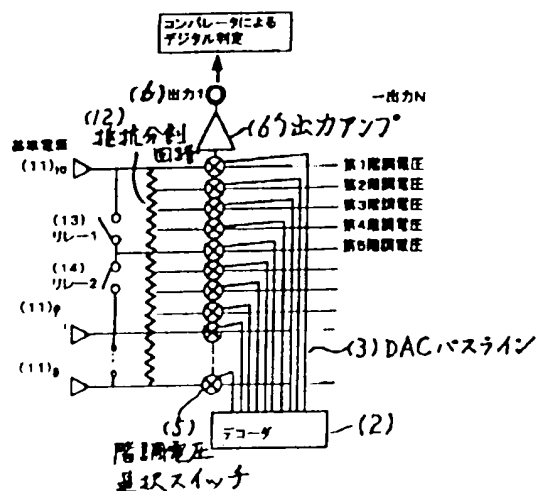 コンパレータによる
デジタル判定
(6)出力1
一出力N
(12)
抵抗分割
回路
(6')出力アンプ
基準電圧
(11)10
第1階調電圧
第2階調電圧
第3階調電圧
第4階調電圧
第5階調電圧
(13)
リレー1
(14)
リレー2
(11)9
(11)8
(3)DACバスライン
(5)
階調電圧
選択スイッチ
デコーダ
(2)